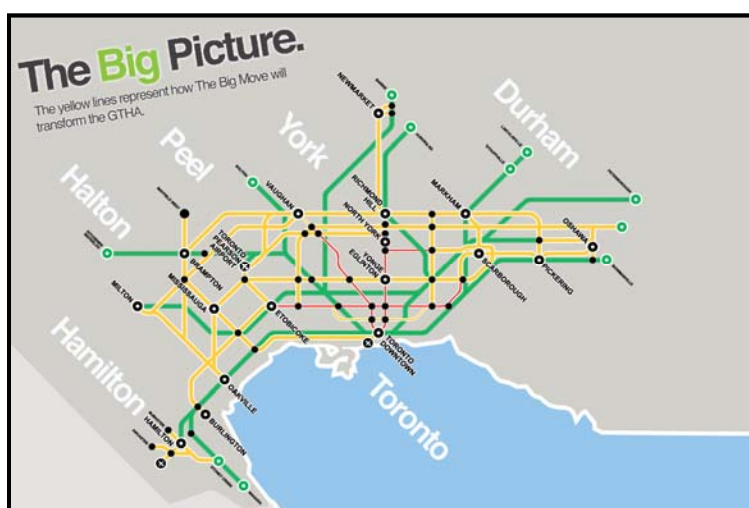 The Big Picture.
The yellow lines represent how The Big Move will
transform the GTHA.
NEWMARKET
Durham
York
Peel
Halton
VAUGHAN
RICHMOND
HILL
MARKHAM
NORTH YORK
TORONTO
PEARSON
AIRPORT
OSHAWA
BRAMPTON
YONGE
EGLINTON
SCARBOROUGH
PICKERING
MILTON
MISSISSAUGA
ETOBICOKE
TORONTO
DOWNTOWN
Hamilton
OAKVILLE
Toronto
BURLINGTON
HAMILTON